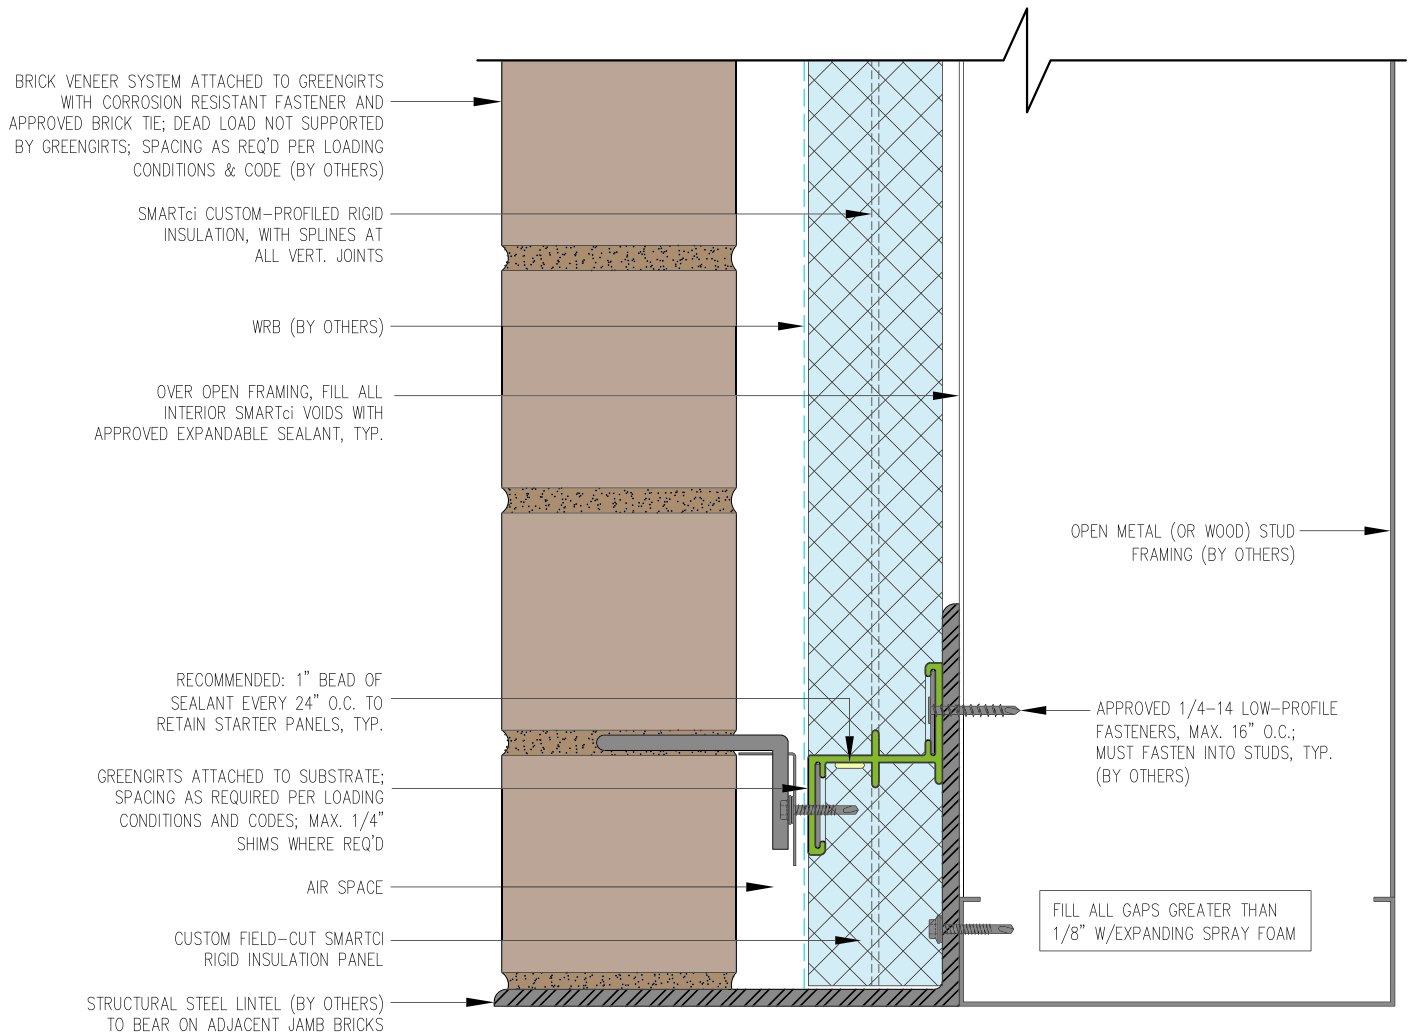 BRICK VENEER SYSTEM ATTACHED TO GREENGIRTS
WITH CORROSION RESISTANT FASTENER AND
APPROVED BRICK TIE; DEAD LOAD NOT SUPPORTED
BY GREENGIRTS; SPACING AS REQ'D PER LOADING
CONDITIONS & CODE (BY OTHERS)
SMARTci CUSTOM-PROFILED RIGID
INSULATION, WITH SPLINES AT
ALL VERT. JOINTS
WRB (BY OTHERS)
OVER OPEN FRAMING, FILL ALL
INTERIOR SMARTci VOIDS WITH
APPROVED EXPANDABLE SEALANT, TYP.
OPEN METAL (OR WOOD) STUD
FRAMING (BY OTHERS)
RECOMMENDED: 1" BEAD OF
SEALANT EVERY 24" O.C. TO
RETAIN STARTER PANELS, TYP.
APPROVED 1/4-14 LOW-PROFILE
FASTENERS, MAX. 16" O.C.;
MUST FASTEN INTO STUDS, TYP.
(BY OTHERS)
GREENGIRTS ATTACHED TO SUBSTRATE;
SPACING AS REQUIRED PER LOADING
CONDITIONS AND CODES; MAX. 1/4"
SHIMS WHERE REQ'D
AIR SPACE
FILL ALL GAPS GREATER THAN
1/8" W/EXPANDING SPRAY FOAM
CUSTOM FIELD-CUT SMARTCI
RIGID INSULATION PANEL
STRUCTURAL STEEL LINTEL (BY OTHERS)
TO BEAR ON ADJACENT JAMB BRICKS